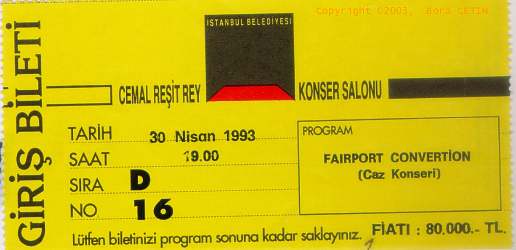 Copyright ©2003, Bora ÇETİN
GİRİŞ BİLETİ
İSTANBUL BELEDİYESİ
CEMAL REŞİT REY KONSER SALONU
TARİH 30 Nisan 1993
SAAT 19.00
SIRA D
NO 16
PROGRAM
FAIRPORT CONVERTION
(Caz Konseri)
Lütfen biletinizi program sonuna kadar saklayınız.
FİATI : 80,000.- TL.